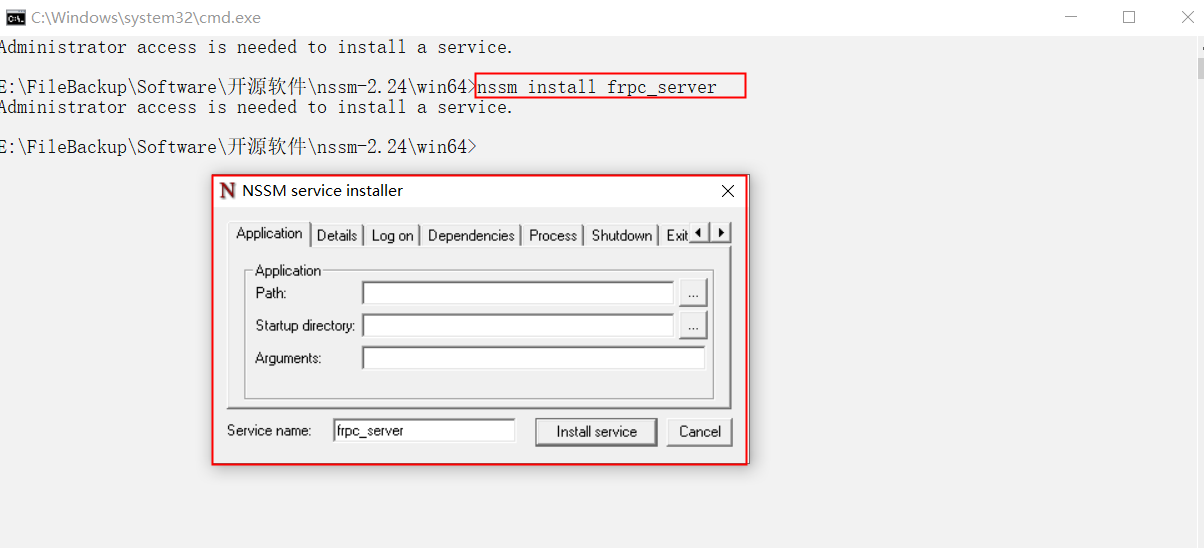 C:\Windows\system32\cmd.exe
Administrator access is needed to install a service.
E:\FileBackup\Software\开源软件\nssm-2.24\win64>nssm install frpc_server
Administrator access is needed to install a service.
E:\FileBackup\Software\开源软件\nssm-2.24\win64>
NSSM service installer
Application Details Log on Dependencies Process Shutdown Exit
Application
Path: ...
Startup directory: ...
Arguments:
Service name: frpc_server Install service Cancel